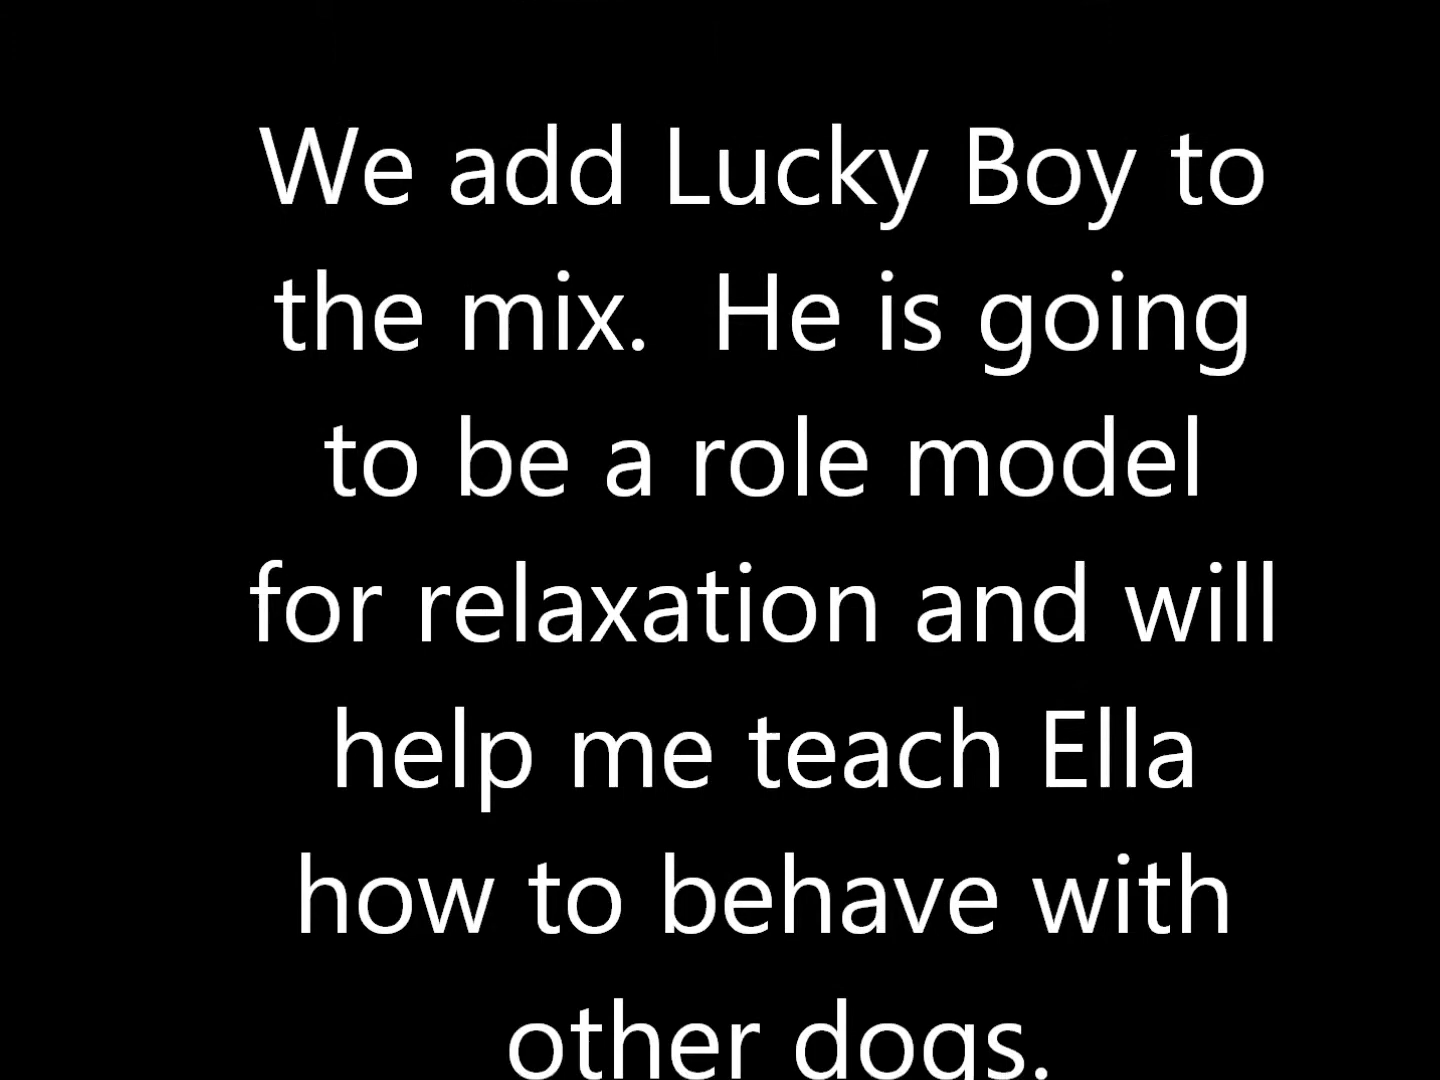 We add Lucky Boy to
the mix.  He is going
to be a role model
for relaxation and will
help me teach Ella
how to behave with
other dogs.